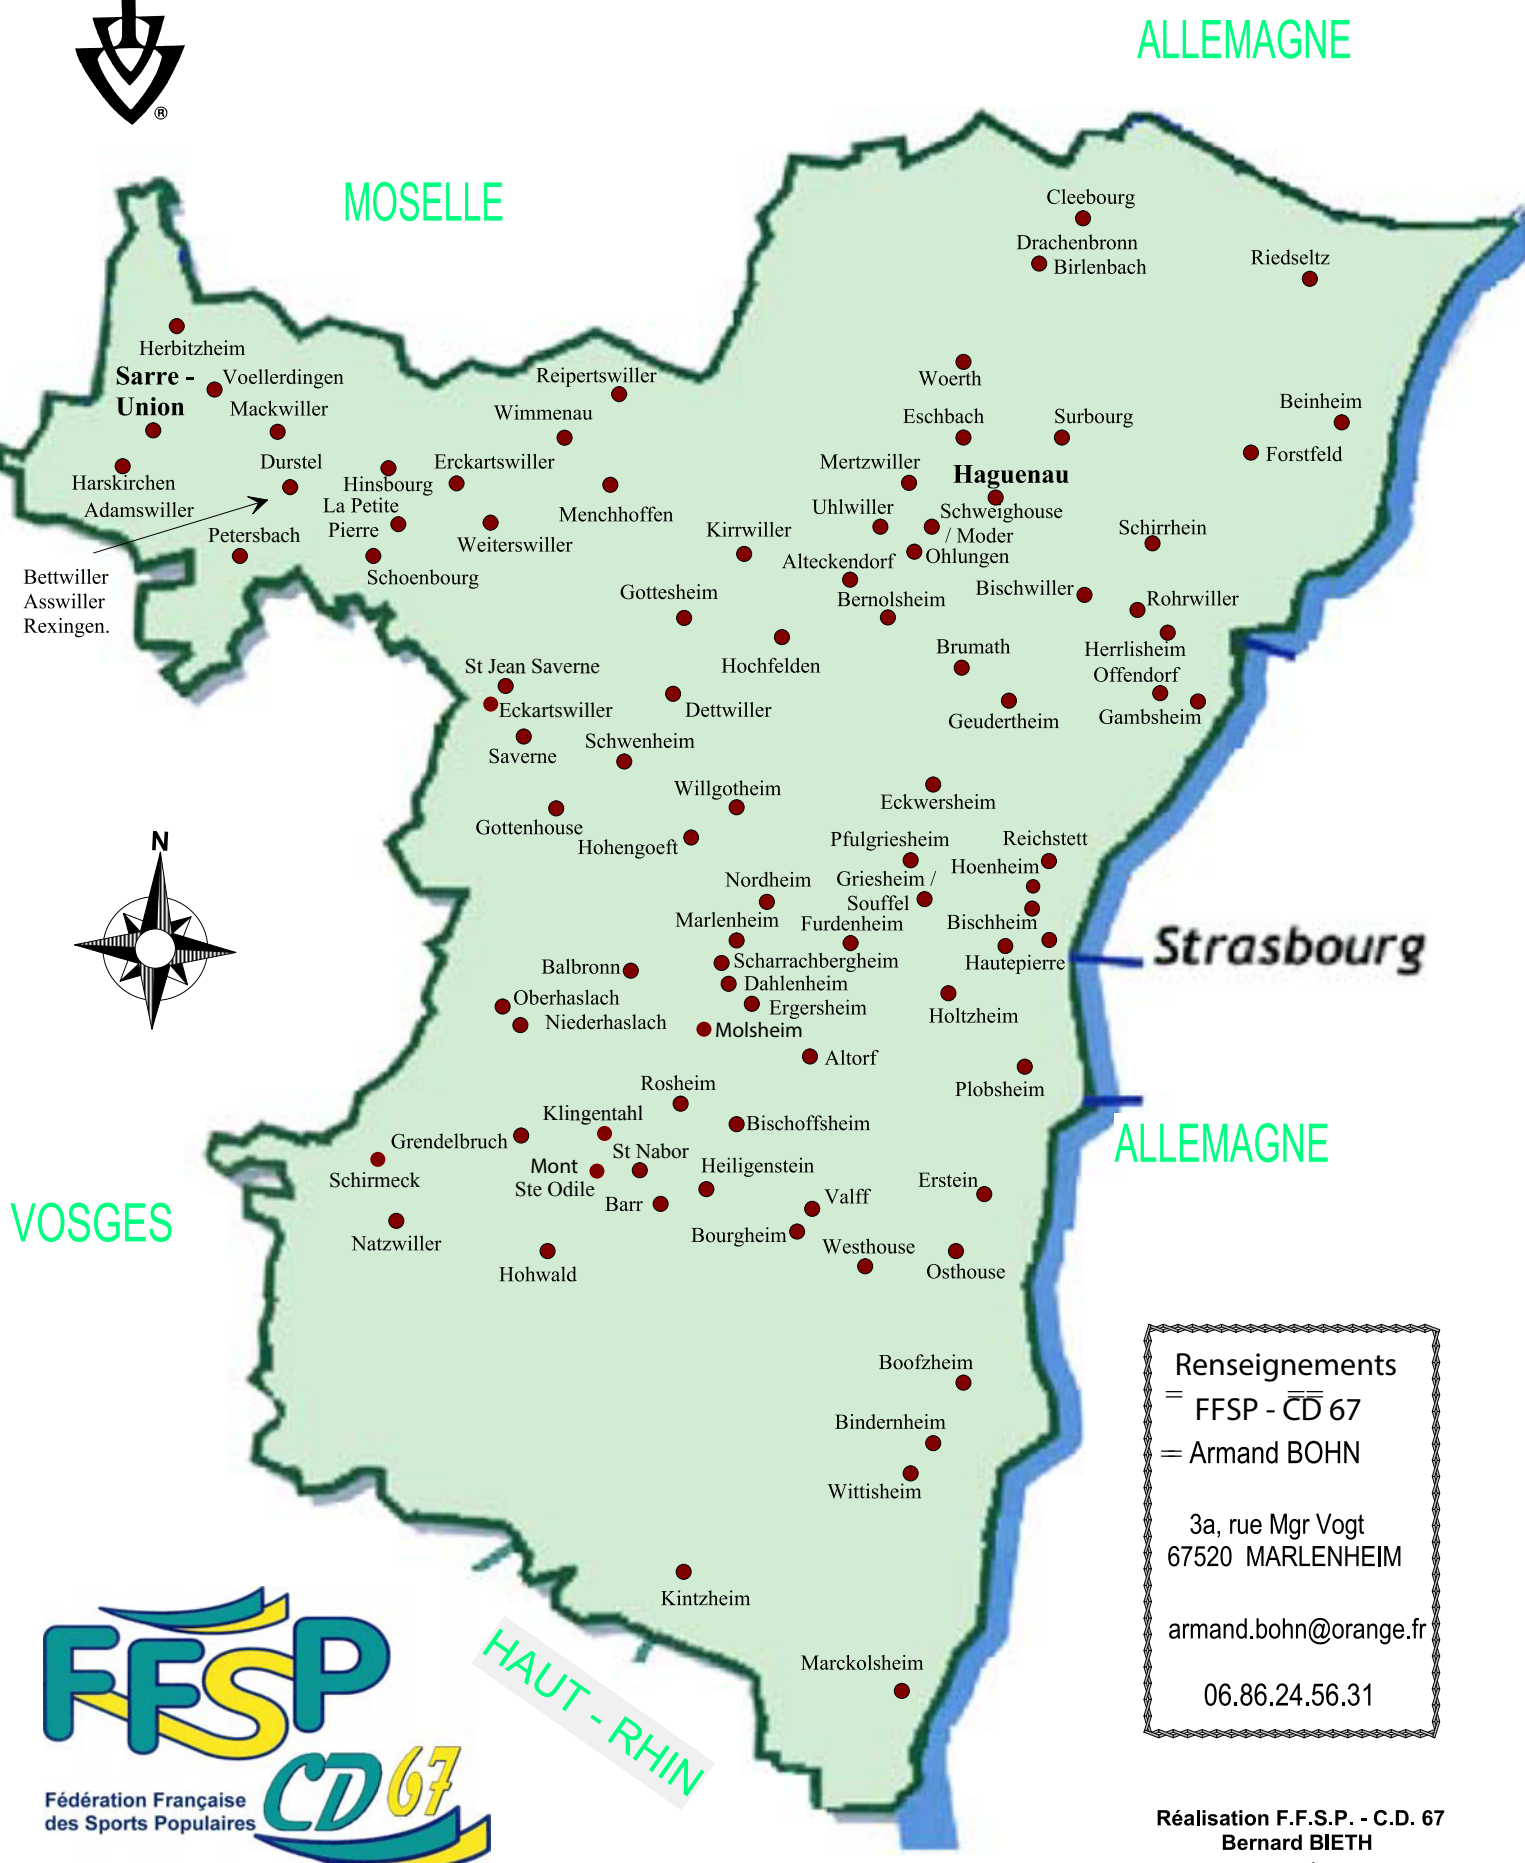 ®
ALLEMAGNE
MOSELLE
Cleebourg
Drachenbronn
Birlenbach
Riedseltz
Herbitzheim
Sarre -
Union
Voellerdingen
Mackwiller
Reipertswiller
Wimmenau
Woerth
Eschbach
Surbourg
Beinheim
Forstfeld
Harskirchen
Adamswiller
Durstel
Hinsbourg
Erckartswiller
La Petite
Pierre
Menchhoffen
Weiterswiller
Petersbach
Schoenbourg
Bettwiller
Asswiller
Rexingen.
Mertzwiller
Haguenau
Uhlwiller
Schweighouse
/ Moder
Ohlungen
Kirrwiller
Alteckendorf
Bernolsheim
Schirrhein
Bischwiller
Rohrwiller
Herrlisheim
Offendorf
Gambsheim
Gottesheim
Hochfelden
Brumath
Geudertheim
St Jean Saverne
Eckartswiller
Saverne
Dettwiller
Schwenheim
Willgotheim
Eckwersheim
Gottenhouse
Hohengoeft
Pfulgriesheim
Reichstett
Hoenheim
Griesheim /
Souffel
Nordheim
Marlenheim
Furdenheim
Bischheim
Hautepierre
Strasbourg
N
Balbronn
Scharrachbergheim
Dahlenheim
Ergersheim
Oberhaslach
Niederhaslach
Molsheim
Holtzheim
Altorf
Plobsheim
Rosheim
Klingentahl
Bischoffsheim
Grendelbruch
St Nabor
Mont
Ste Odile
Heiligenstein
Schirmeck
Barr
Valff
Erstein
ALLEMAGNE
VOSGES
Natzwiller
Bourgheim
Westhouse
Osthouse
Hohwald
Boofzheim
Bindernheim
Wittisheim
Kintzheim
Marckolsheim
HAUT - RHIN
Renseignements
FFSP - CD 67
Armand BOHN
3a, rue Mgr Vogt
67520 MARLENHEIM
armand.bohn@orange.fr
06.86.24.56.31
FFSP
CD 67
Fédération Française
des Sports Populaires
Réalisation F.F.S.P. - C.D. 67
Bernard BIETH